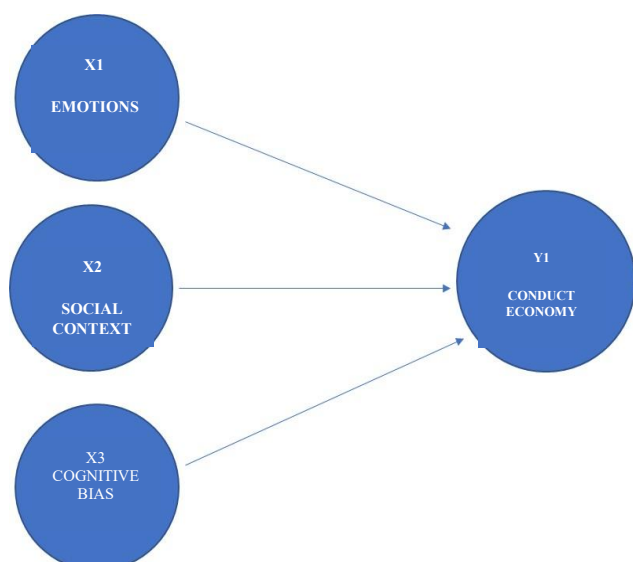 X1
EMOTIONS
X2
SOCIAL
CONTEXT
X3
COGNITIVE
BIAS
Y1
CONDUCT
ECONOMY